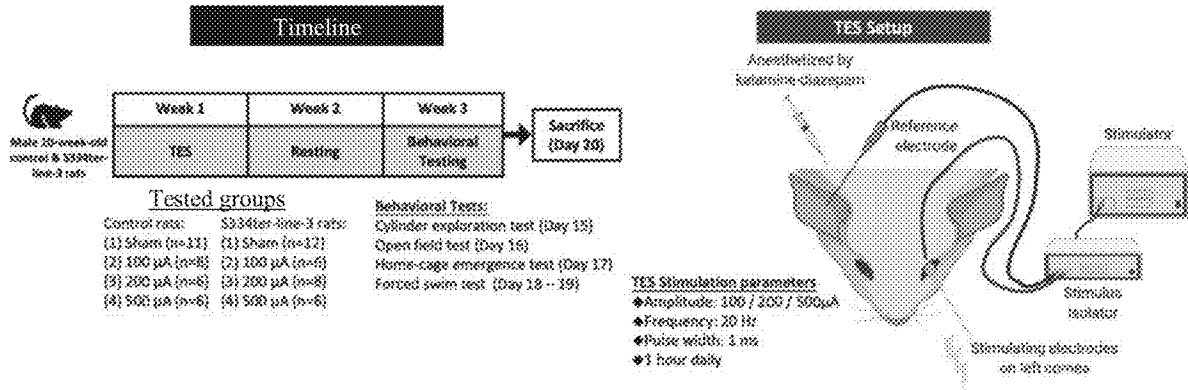 Timeline
Week 1
Week 2
Week 3
Male 10-week-old
control & S334ter-
line-3 rats
TES
Resting
Behavioral
Testing
Sacrifice
(Day 20)
Tested groups
Control rats:
(1) Sham (n=11)
(2) 100 µA (n=8)
(3) 200 µA (n=6)
(4) 500 µA (n=6)
S334ter-line-3 rats:
(1) Sham (n=12)
(2) 100 µA (n=6)
(3) 200 µA (n=8)
(4) 500 µA (n=6)
Behavioral Tests:
Cylinder exploration test (Day 15)
Open field test (Day 16)
Home-cage emergence test (Day 17)
Forced swim test (Day 18 – 19)
TES Setup
Anesthetized by
ketamine-diazepam
Reference
electrode
Stimulator
Stimulus
isolator
TES Stimulation parameters
◆Amplitude: 100 / 200 / 500µA
◆Frequency: 20 Hz
◆Pulse width: 1 ms
◆1 hour daily
Stimulating electrodes
on left cornea